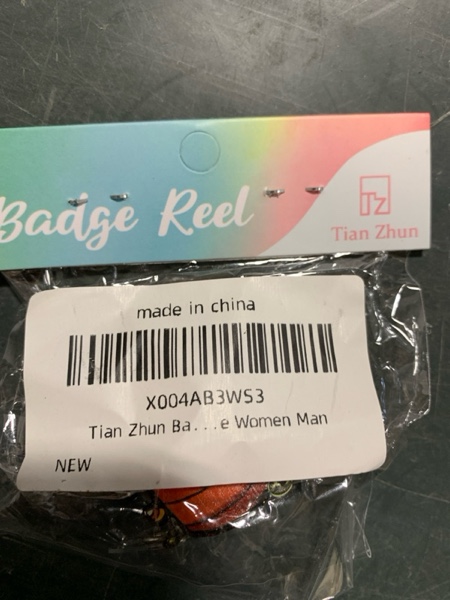 Badge Reel
TZ
Tian Zhun
made in china
X004AB3WS3
Tian Zhun Ba...e Women Man
NEW